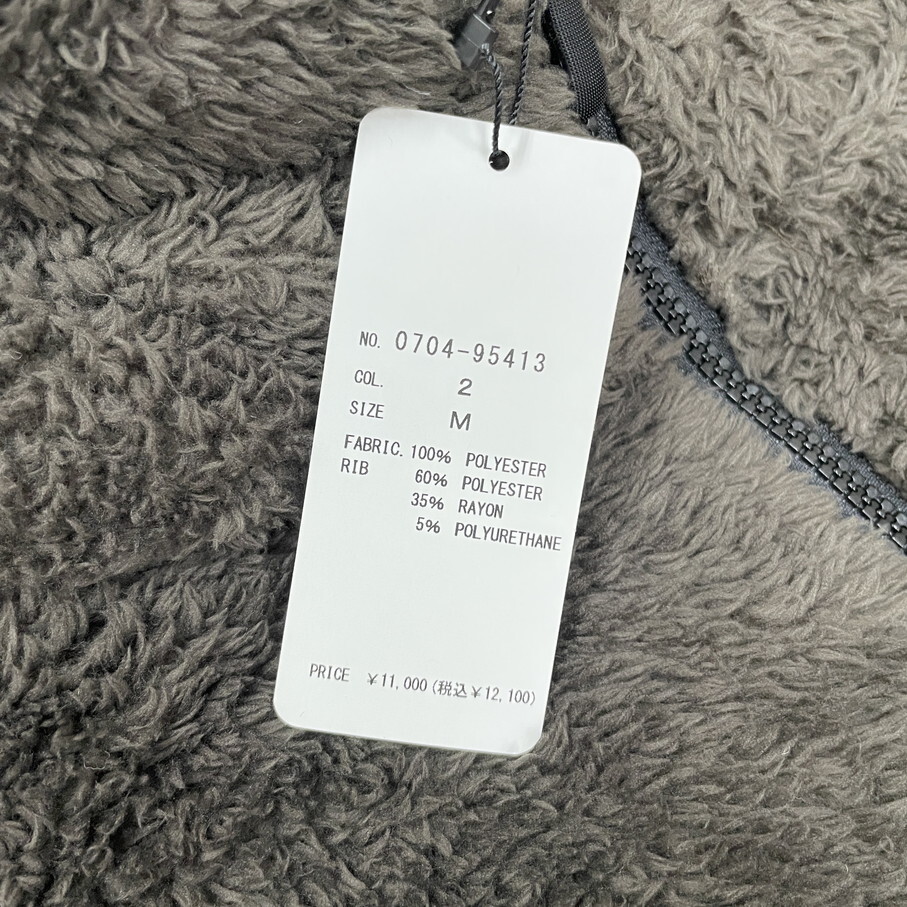 NO. 0704-95413
COL. 2
SIZE M
FABRIC. 100% POLYESTER
RIB 60% POLYESTER
35% RAYON
5% POLYURETHANE
PRICE ¥11,000(税込¥12,100)